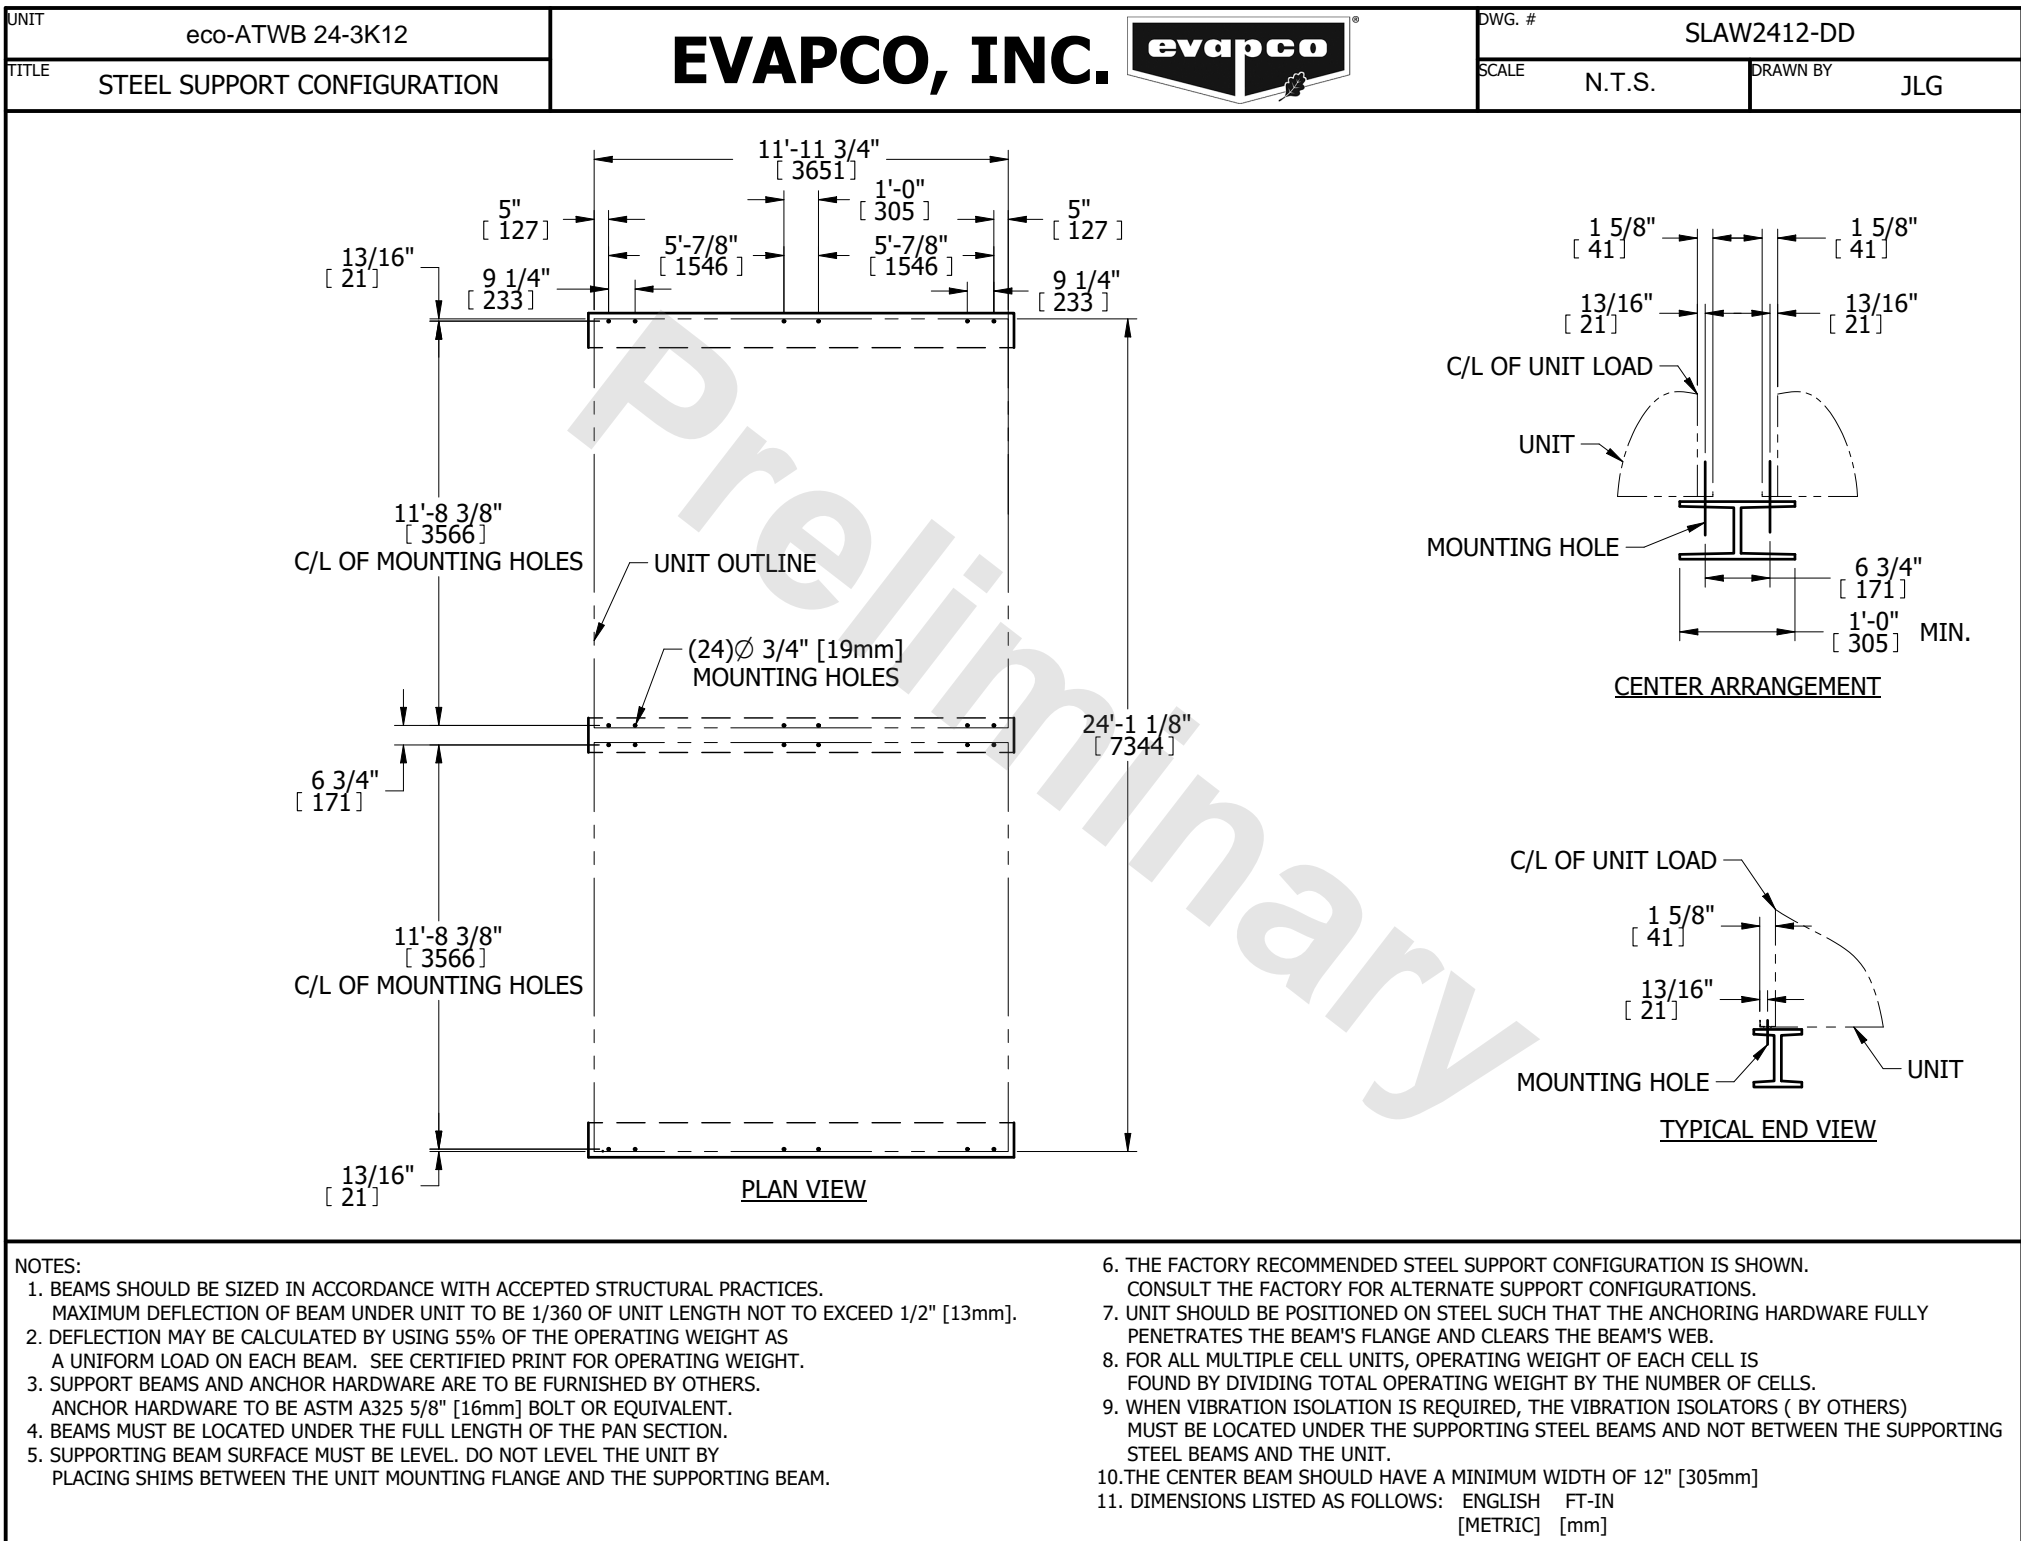 UNIT
eco-ATWB 24-3K12
TITLE
STEEL SUPPORT CONFIGURATION
EVAPCO, INC.
evapco
®
DWG. #
SLAW2412-DD
SCALE
N.T.S.
DRAWN BY
JLG
11'-11 3/4"
[ 3651 ]
1'-0"
[ 305 ]
5"
[ 127 ]
5"
[ 127 ]
5'-7/8"
[ 1546 ]
5'-7/8"
[ 1546 ]
13/16"
[ 21 ]
9 1/4"
[ 233 ]
9 1/4"
[ 233 ]
11'-8 3/8"
[ 3566 ]
C/L OF MOUNTING HOLES
UNIT OUTLINE
(24)Ø 3/4" [19mm]
MOUNTING HOLES
24'-1 1/8"
[ 7344 ]
6 3/4"
[ 171 ]
11'-8 3/8"
[ 3566 ]
C/L OF MOUNTING HOLES
13/16"
[ 21 ]
PLAN VIEW
Preliminary
1 5/8"
[ 41 ]
1 5/8"
[ 41 ]
13/16"
[ 21 ]
13/16"
[ 21 ]
C/L OF UNIT LOAD
UNIT
MOUNTING HOLE
6 3/4"
[ 171 ]
1'-0"
[ 305 ] MIN.
CENTER ARRANGEMENT
C/L OF UNIT LOAD
1 5/8"
[ 41 ]
13/16"
[ 21 ]
MOUNTING HOLE
UNIT
TYPICAL END VIEW
NOTES:
1. BEAMS SHOULD BE SIZED IN ACCORDANCE WITH ACCEPTED STRUCTURAL PRACTICES.
MAXIMUM DEFLECTION OF BEAM UNDER UNIT TO BE 1/360 OF UNIT LENGTH NOT TO EXCEED 1/2" [13mm].
2. DEFLECTION MAY BE CALCULATED BY USING 55% OF THE OPERATING WEIGHT AS
A UNIFORM LOAD ON EACH BEAM. SEE CERTIFIED PRINT FOR OPERATING WEIGHT.
3. SUPPORT BEAMS AND ANCHOR HARDWARE ARE TO BE FURNISHED BY OTHERS.
ANCHOR HARDWARE TO BE ASTM A325 5/8" [16mm] BOLT OR EQUIVALENT.
4. BEAMS MUST BE LOCATED UNDER THE FULL LENGTH OF THE PAN SECTION.
5. SUPPORTING BEAM SURFACE MUST BE LEVEL. DO NOT LEVEL THE UNIT BY
PLACING SHIMS BETWEEN THE UNIT MOUNTING FLANGE AND THE SUPPORTING BEAM.
6. THE FACTORY RECOMMENDED STEEL SUPPORT CONFIGURATION IS SHOWN.
CONSULT THE FACTORY FOR ALTERNATE SUPPORT CONFIGURATIONS.
7. UNIT SHOULD BE POSITIONED ON STEEL SUCH THAT THE ANCHORING HARDWARE FULLY
PENETRATES THE BEAM'S FLANGE AND CLEARS THE BEAM'S WEB.
8. FOR ALL MULTIPLE CELL UNITS, OPERATING WEIGHT OF EACH CELL IS
FOUND BY DIVIDING TOTAL OPERATING WEIGHT BY THE NUMBER OF CELLS.
9. WHEN VIBRATION ISOLATION IS REQUIRED, THE VIBRATION ISOLATORS ( BY OTHERS)
MUST BE LOCATED UNDER THE SUPPORTING STEEL BEAMS AND NOT BETWEEN THE SUPPORTING
STEEL BEAMS AND THE UNIT.
10.THE CENTER BEAM SHOULD HAVE A MINIMUM WIDTH OF 12" [305mm]
11. DIMENSIONS LISTED AS FOLLOWS: ENGLISH FT-IN
[METRIC] [mm]